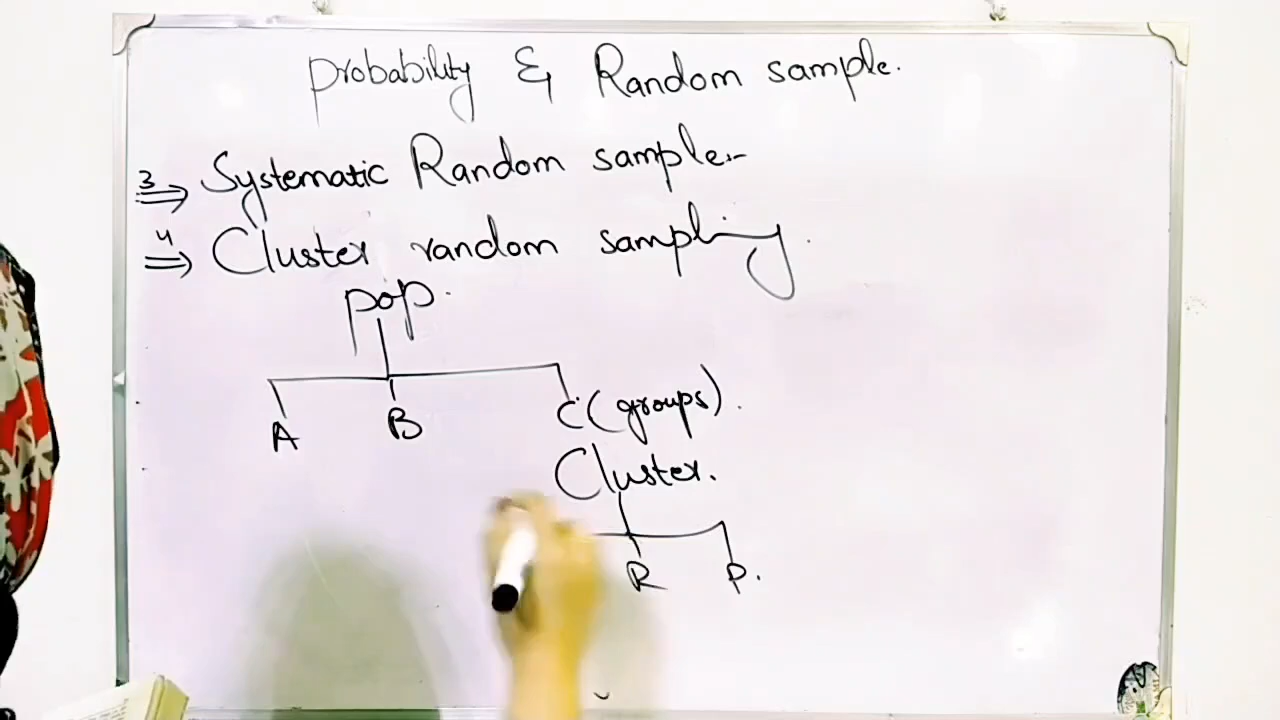 probability & Random sample.
3 ⇒ Systematic Random sample:-
4 ⇒ Cluster random sampling.
pop.
A B C (groups).
Cluster.
R P.